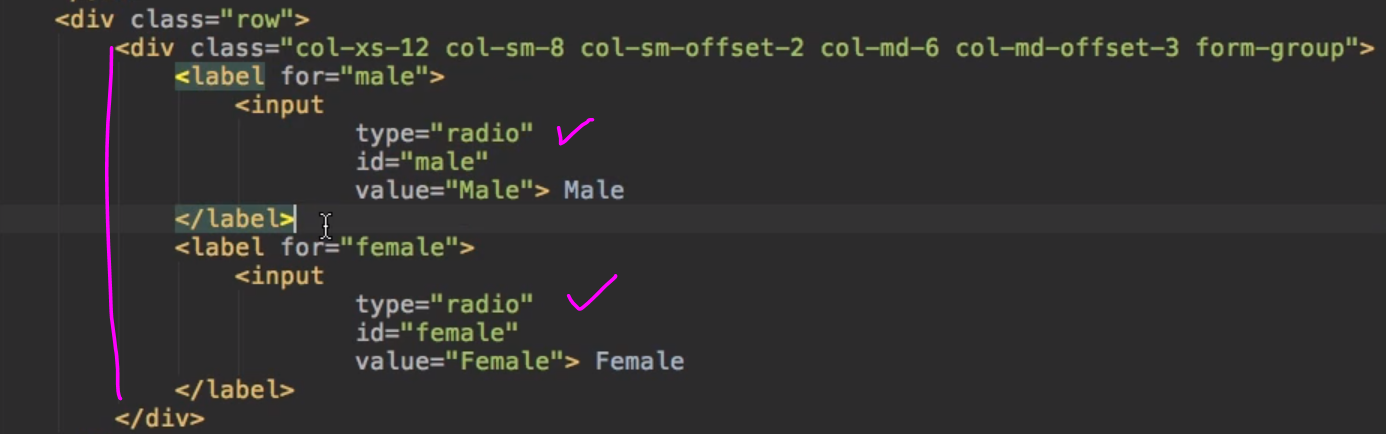 <div class="row">
<div class="col-xs-12 col-sm-8 col-sm-offset-2 col-md-6 col-md-offset-3 form-group">
<label for="male">
<input
type="radio"
id="male"
value="Male"> Male
</label>
<label for="female">
<input
type="radio"
id="female"
value="Female"> Female
</label>
</div>